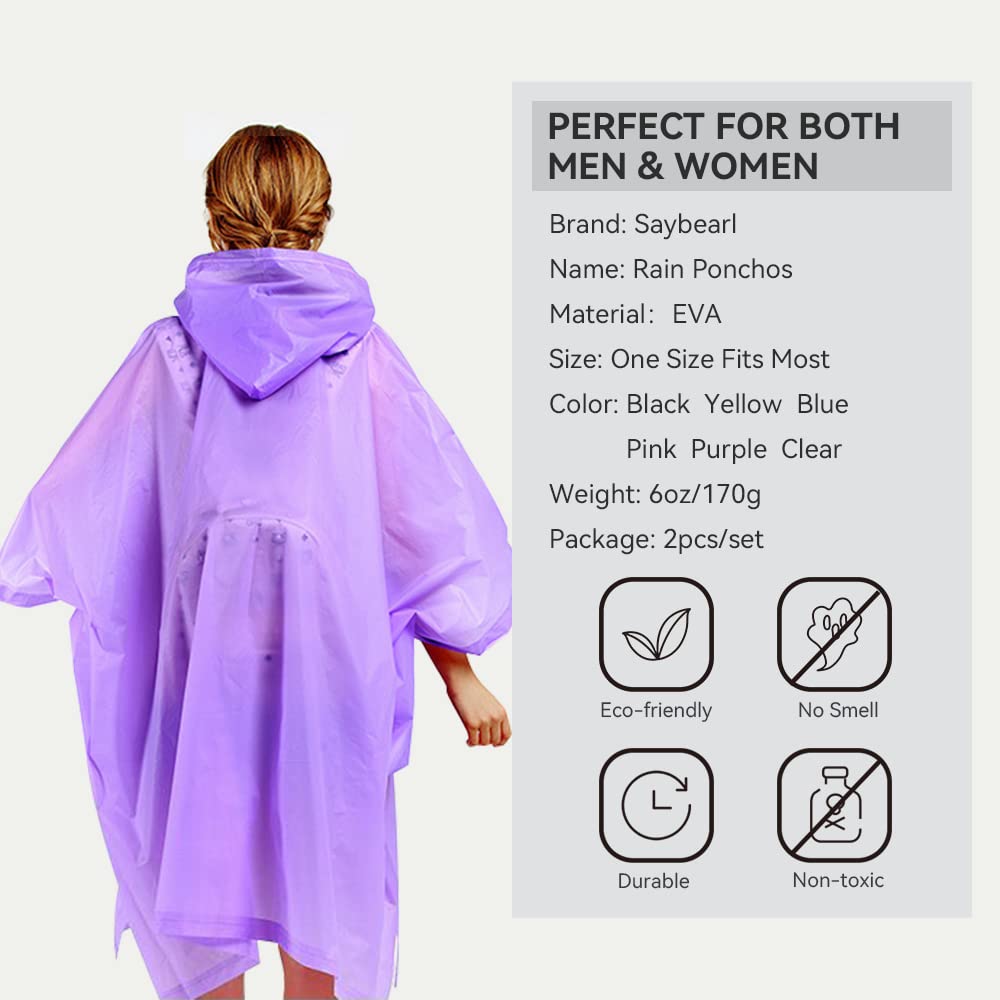 PERFECT FOR BOTH
MEN & WOMEN
Brand: Saybearl
Name: Rain Ponchos
Material: EVA
Size: One Size Fits Most
Color: Black Yellow Blue
Pink Purple Clear
Weight: 6oz/170g
Package: 2pcs/set
Eco-friendly
No Smell
Durable
Non-toxic